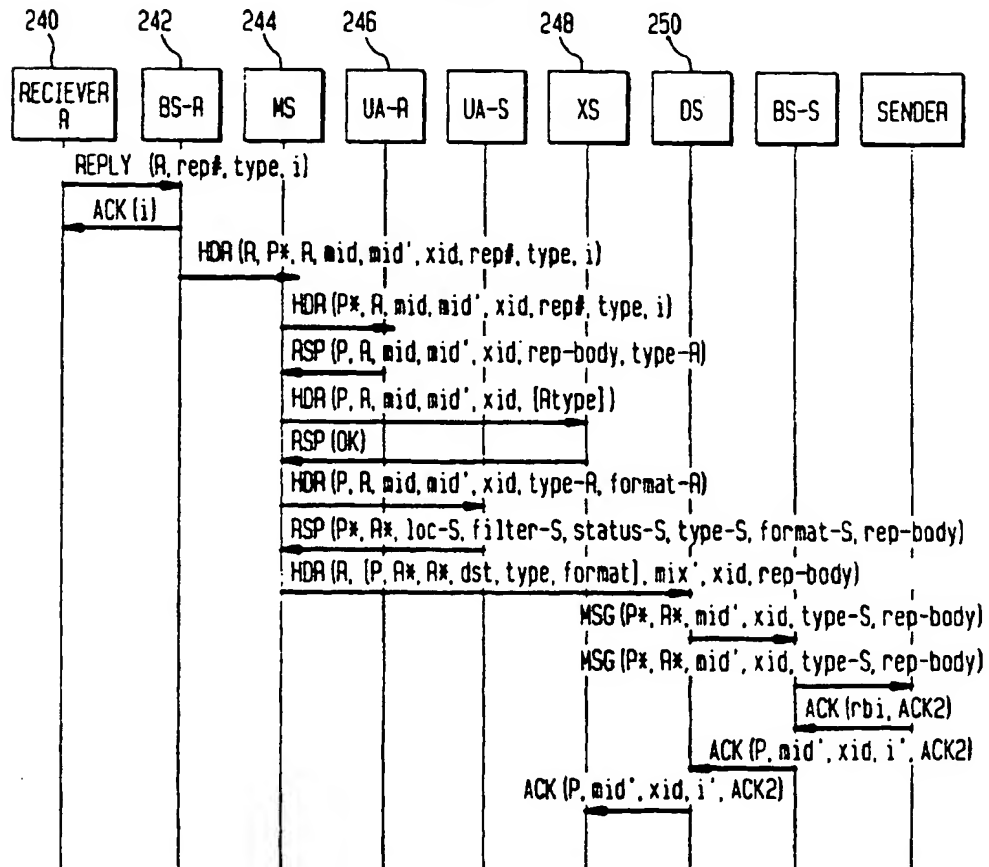 240 242 244 246 248 250
RECIEVER
R
BS-R MS UA-R UA-S XS DS BS-S SENDER
REPLY (R, rep#, type, i)
ACK (i)
HDR (R, P*, R, mid, mid', xid, rep#, type, i)
HDR (P*, R, mid, mid', xid, rep#, type, i)
RSP (P, R, mid, mid', xid, rep-body, type-R)
HDR (P, R, mid, mid', xid, [Rtype])
RSP (OK)
HDR (P, R, mid, mid', xid, type-R, format-R)
RSP (P*, R*, loc-S, filter-S, status-S, type-S, format-S, rep-body)
HDR (R, [P, R*, R*, dst, type, format], mix', xid, rep-body)
MSG (P*, R*, mid', xid, type-S, rep-body)
MSG (P*, R*, mid', xid, type-S, rep-body)
ACK (rbi, ACK2)
ACK (P, mid', xid, i', ACK2)
ACK (P, mid', xid, i', ACK2)